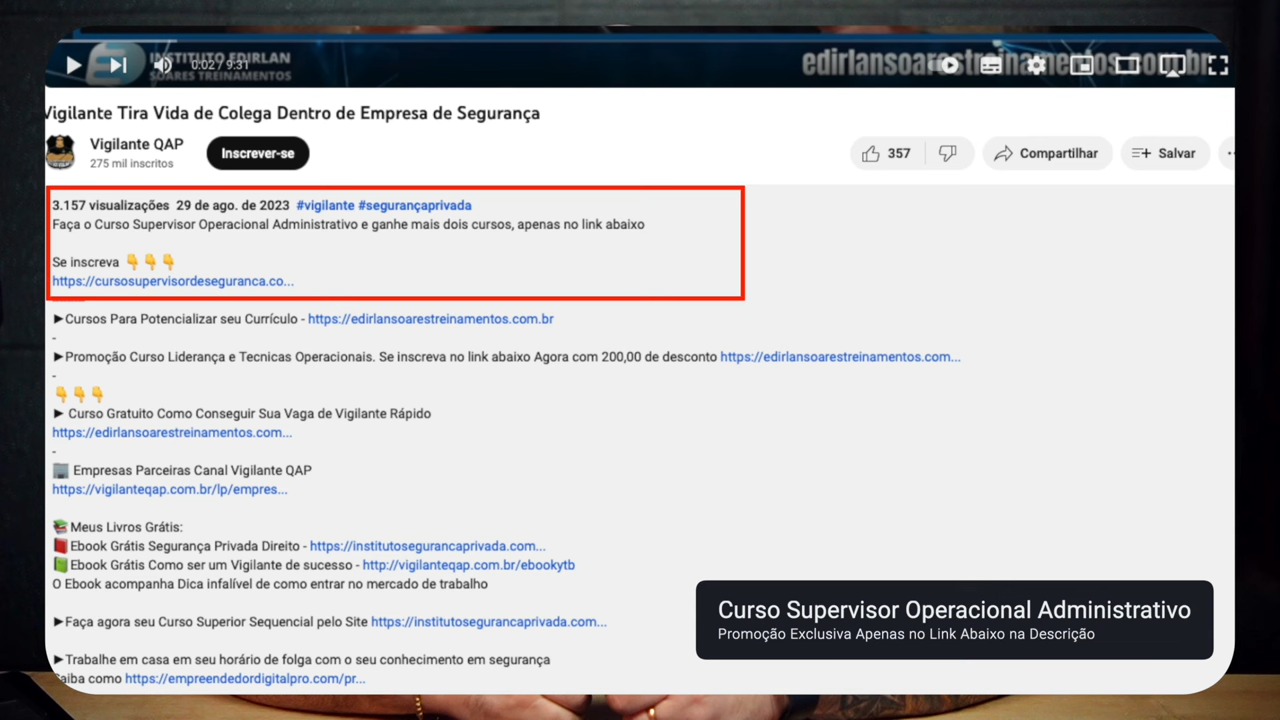 INSTITUTO EDIRLAN
SOARES TREINAMENTOS
0:02 / 9:31
edirlansoarestreinamentos.com.br
Vigilante Tira Vida de Colega Dentro de Empresa de Segurança
Vigilante QAP
275 mil inscritos
Inscrever-se
357
Compartilhar
Salvar
3.157 visualizações 29 de ago. de 2023 #vigilante #segurançaprivada
Faça o Curso Supervisor Operacional Administrativo e ganhe mais dois cursos, apenas no link abaixo
Se inscreva 👇 👇 👇
https://cursosupervisordeseguranca.co...
►Cursos Para Potencializar seu Currículo - https://edirlansoarestreinamentos.com.br
-
►Promoção Curso Liderança e Tecnicas Operacionais. Se inscreva no link abaixo Agora com 200,00 de desconto https://edirlansoarestreinamentos.com...
-
👇 👇 👇
► Curso Gratuito Como Conseguir Sua Vaga de Vigilante Rápido
https://edirlansoarestreinamentos.com...
-
🏢 Empresas Parceiras Canal Vigilante QAP
https://vigilanteqap.com.br/lp/empres...
📚 Meus Livros Grátis:
📕 Ebook Grátis Segurança Privada Direito - https://institutosegurancaprivada.com...
📗 Ebook Grátis Como ser um Vigilante de sucesso - http://vigilanteqap.com.br/ebookytb
O Ebook acompanha Dica infalível de como entrar no mercado de trabalho
►Faça agora seu Curso Superior Sequencial pelo Site https://institutosegurancaprivada.com...
►Trabalhe em casa em seu horário de folga com o seu conhecimento em segurança
Saiba como https://empreendedordigitalpro.com/pr...
Curso Supervisor Operacional Administrativo
Promoção Exclusiva Apenas no Link Abaixo na Descrição